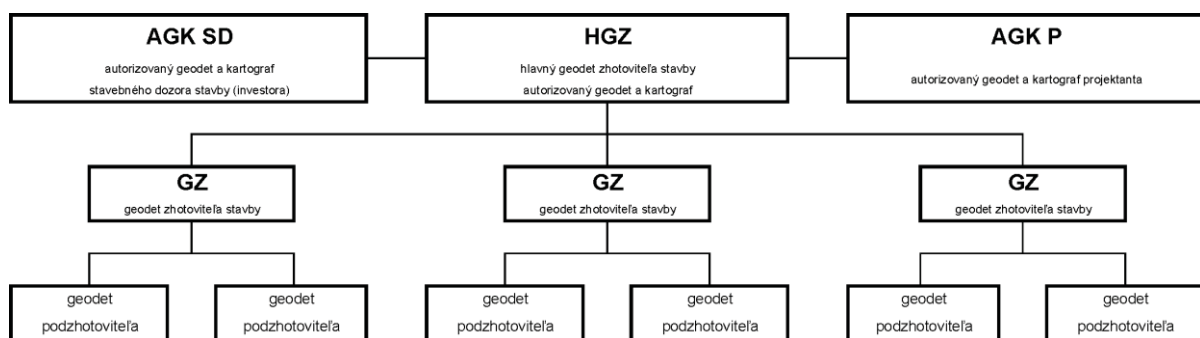 AGK SD
autorizovaný geodet a kartograf
stavebného dozora stavby (investora)
HGZ
hlavný geodet zhotoviteľa stavby
autorizovaný geodet a kartograf
AGK P
autorizovaný geodet a kartograf projektanta
GZ
geodet zhotoviteľa stavby
GZ
geodet zhotoviteľa stavby
GZ
geodet zhotoviteľa stavby
geodet
podzhotoviteľa
geodet
podzhotoviteľa
geodet
podzhotoviteľa
geodet
podzhotoviteľa
geodet
podzhotoviteľa
geodet
podzhotoviteľa